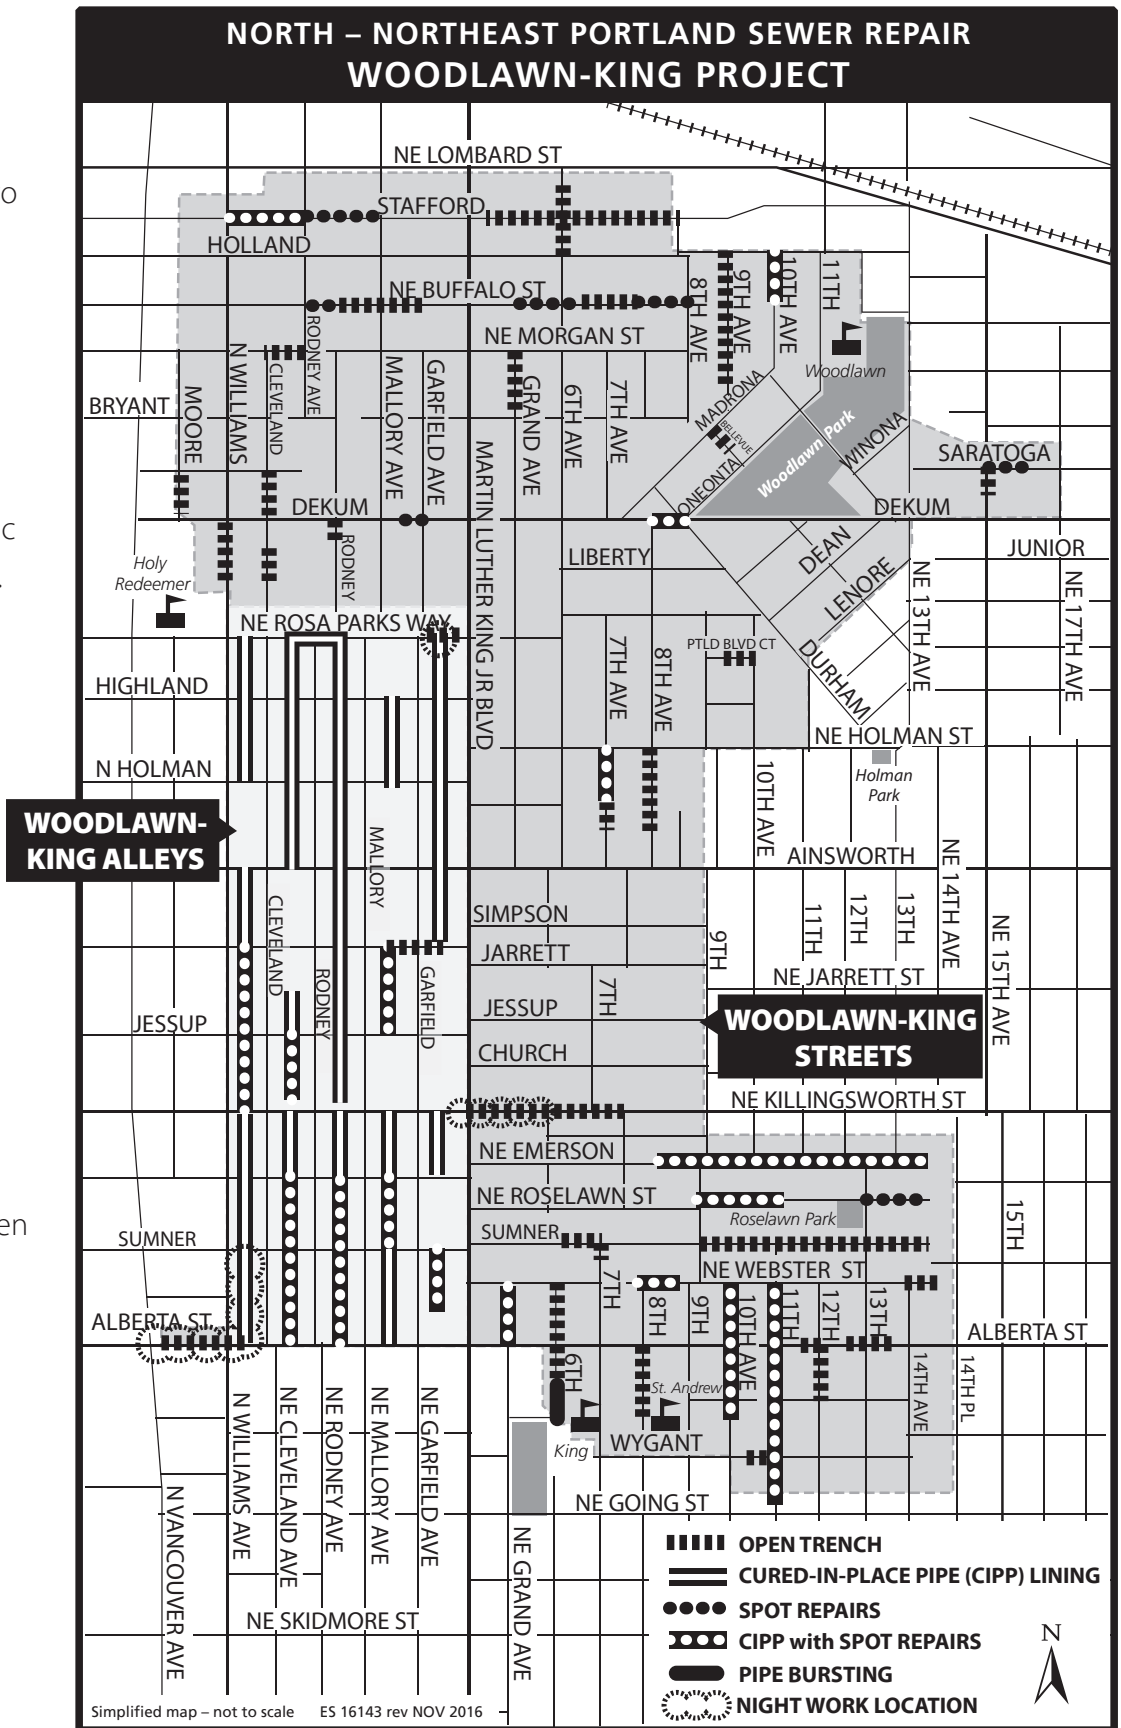 NORTH – NORTHEAST PORTLAND SEWER REPAIR
WOODLAWN-KING PROJECT
o
c
en
NE LOMBARD ST
STAFFORD
HOLLAND
NE BUFFALO ST
NE MORGAN ST
8TH AVE
9TH AVE
10TH AVE
11TH
Woodlawn
RODNEY AVE
N WILLIAMS
CLEVELAND
MALLORY AVE
GARFIELD AVE
MOORE
BRYANT
GRAND AVE
6TH AVE
7TH AVE
MADRONA
BELLEVUE
ONEONTA
Woodlawn Park
WINONA
SARATOGA
MARTIN LUTHER KING JR BLVD
DEKUM
DEKUM
RODNEY
LIBERTY
DEAN
LENORE
JUNIOR
Holy
Redeemer
NE ROSA PARKS WAY
NE 13TH AVE
NE 17TH AVE
7TH AVE
8TH AVE
PTLD BLVD CT
DURHAM
HIGHLAND
NE HOLMAN ST
N HOLMAN
Holman
Park
10TH AVE
WOODLAWN-
KING ALLEYS
MALLORY
AINSWORTH
NE 14TH AVE
CLEVELAND
SIMPSON
11TH
12TH
13TH
NE 15TH AVE
9TH
JARRETT
RODNEY
GARFIELD
NE JARRETT ST
7TH
JESSUP
JESSUP
WOODLAWN-KING
STREETS
CHURCH
NE KILLINGSWORTH ST
NE EMERSON
NE ROSELAWN ST
Roselawn Park
15TH
SUMNER
SUMNER
NE WEBSTER ST
7TH
8TH
9TH
10TH AVE
11TH
12TH
13TH
ALBERTA ST
ALBERTA ST
6TH
St. Andrew
14TH AVE
14TH PL
King
WYGANT
N WILLIAMS AVE
NE CLEVELAND AVE
NE RODNEY AVE
NE MALLORY AVE
NE GARFIELD AVE
N VANCOUVER AVE
NE GOING ST
NE GRAND AVE
NE SKIDMORE ST
OPEN TRENCH
CURED-IN-PLACE PIPE (CIPP) LINING
SPOT REPAIRS
CIPP with SPOT REPAIRS
PIPE BURSTING
NIGHT WORK LOCATION
N
Simplified map – not to scale ES 16143 rev NOV 2016